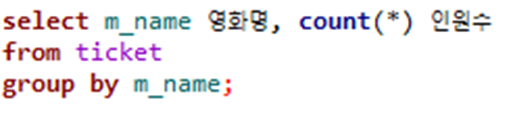 select m_name 영화명, count(*) 인원수
from ticket
group by m_name;